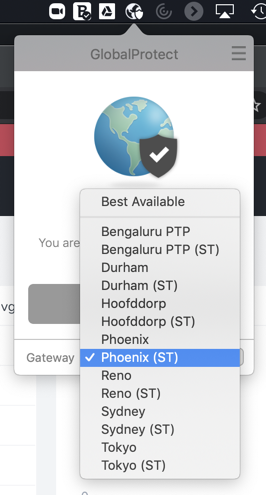 GlobalProtect
Best Available
Bengaluru PTP
You are
Bengaluru PTP (ST)
Durham
Durham (ST)
Hoofddorp
vg
Hoofddorp (ST)
Phoenix
Gateway ✓ Phoenix (ST)
Reno
Reno (ST)
Sydney
Sydney (ST)
Tokyo
Tokyo (ST)